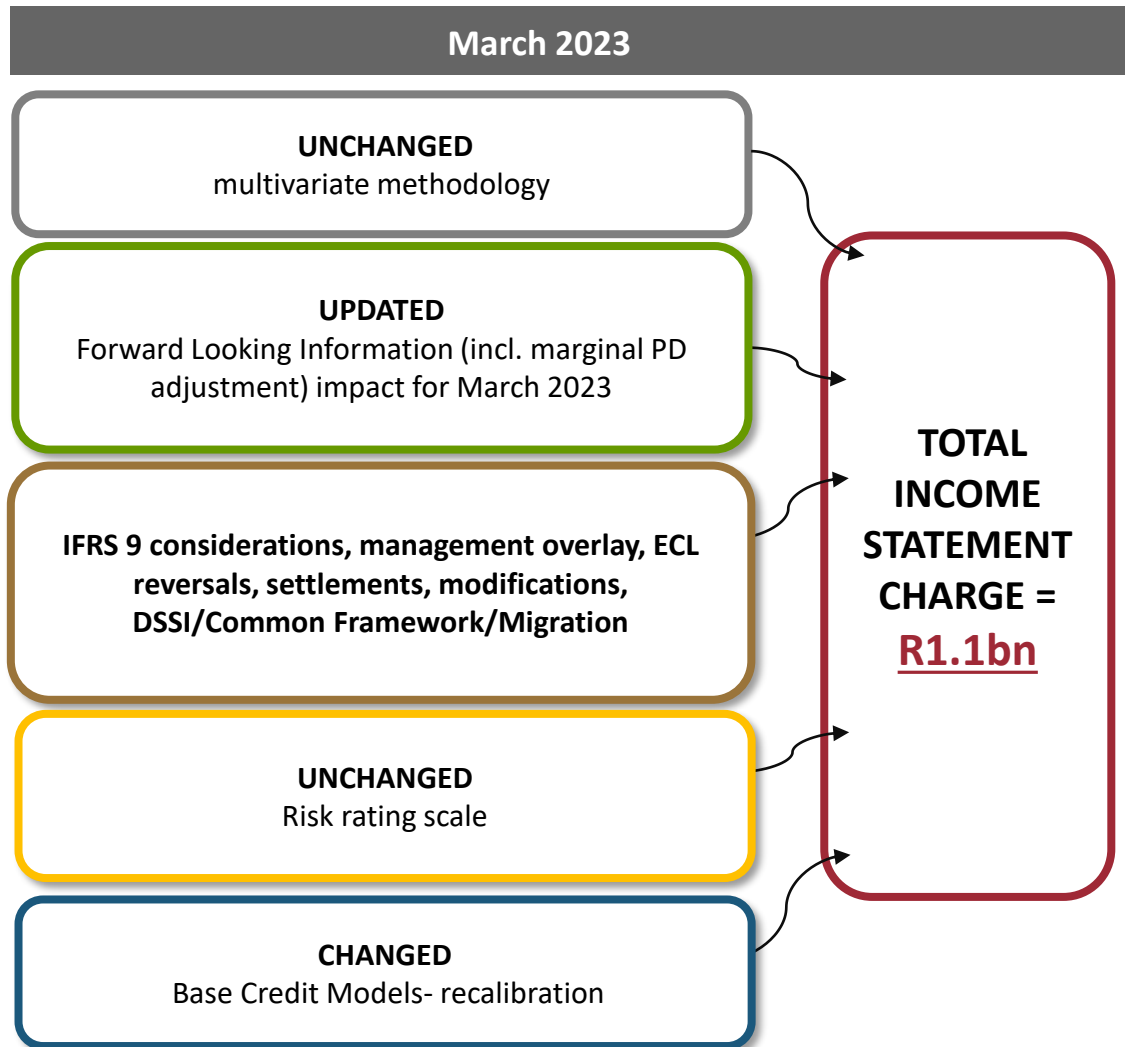 March 2023
UNCHANGED
multivariate methodology
UPDATED
Forward Looking Information (incl. marginal PD
adjustment) impact for March 2023
IFRS 9 considerations, management overlay, ECL
reversals, settlements, modifications,
DSSI/Common Framework/Migration
UNCHANGED
Risk rating scale
CHANGED
Base Credit Models- recalibration
TOTAL
INCOME
STATEMENT
CHARGE =
R1.1bn